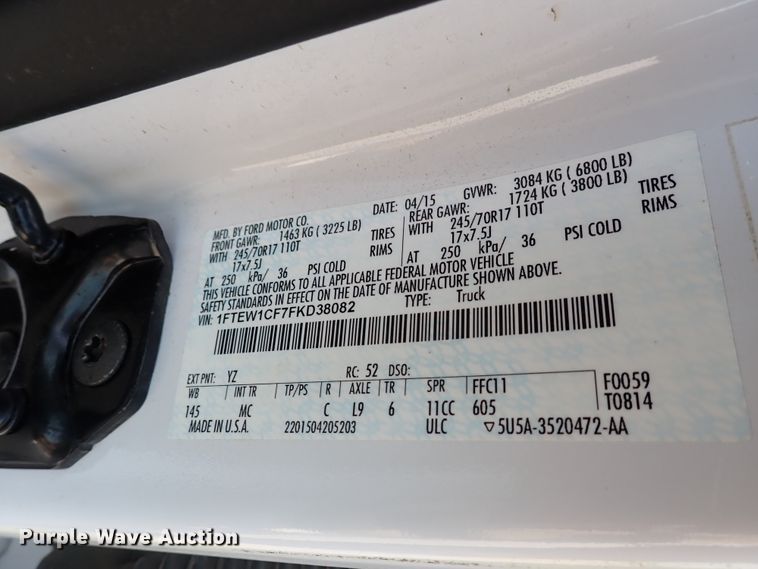 MFD. BY FORD MOTOR CO. DATE: 04/15 GVWR: 3084 KG ( 6800 LB)
FRONT GAWR: 1463 KG ( 3225 LB) REAR GAWR: 1724 KG ( 3800 LB)
WITH 245/70R17 110T TIRES WITH 245/70R17 110T TIRES
17x7.5J RIMS 17x7.5J RIMS
AT 250 kPa/ 36 PSI COLD AT 250 kPa/ 36 PSI COLD
THIS VEHICLE CONFORMS TO ALL APPLICABLE FEDERAL MOTOR VEHICLE
SAFETY STANDARDS IN EFFECT ON THE DATE OF MANUFACTURE SHOWN ABOVE.
VIN: 1FTEW1CF7FKD38082 TYPE: Truck
EXT PNT: YZ RC: 52 DSO:
WB INT TR TP/PS R AXLE TR SPR FFC11 F0059
145 MC C L9 6 11CC 605 T0814
MADE IN U.S.A. 2201504205203 ULC ▽5U5A-3520472-AA
Purple Wave Auction